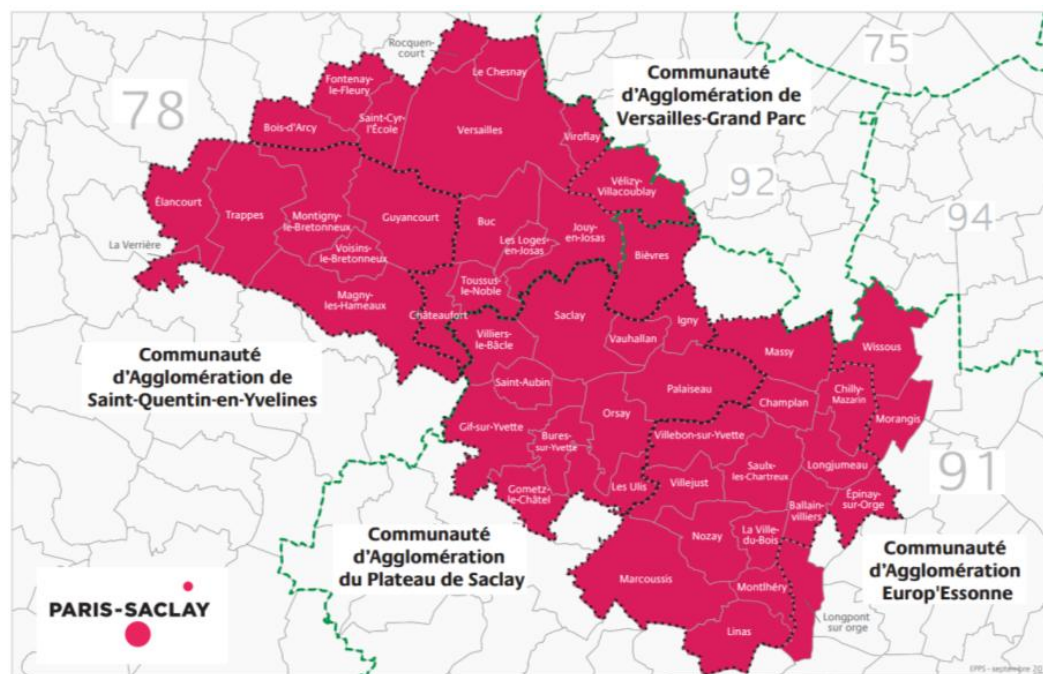 Rocquen-
court
Le Chesnay
75
Communauté
d'Agglomération de
Versailles-Grand Parc
Fontenay-
le-Fleury
78
Saint-Cyr-
l'École
Bois-d'Arcy
Versailles
Viroflay
Vélizy-
Villacoublay
92
94
Élancourt
Trappes
Montigny-
le-Bretonneux
Guyancourt
Buc
Les Loges-
en-Josas
Jouy-
en-Josas
La Verrière
Voisins-
le-Bretonneux
Bièvres
Magny-
les-Hameaux
Toussus-
le-Noble
Châteaufort
Saclay
Igny
Villiers-
le-Bâcle
Vauhallan
Massy
Wissous
Communauté
d'Agglomération de
Saint-Quentin-en-Yvelines
Saint-Aubin
Palaiseau
Champlan
Chilly-
Mazarin
Orsay
Morangis
Gif-sur-Yvette
Bures-
sur-Yvette
Villebon-sur-Yvette
91
Saulx-
les-Chartreux
Longjumeau
Gometz-
le-Châtel
Les Ulis
Villejust
Ballain-
villiers
Épinay-
sur-Orge
Communauté
d'Agglomération
du Plateau de Saclay
Nozay
La Ville-
du-Bois
Communauté
d'Agglomération
Europ'Essonne
Marcoussis
Montlhéry
PARIS-SACLAY
Linas
Longpont
sur orge
EPPS - septembre 20